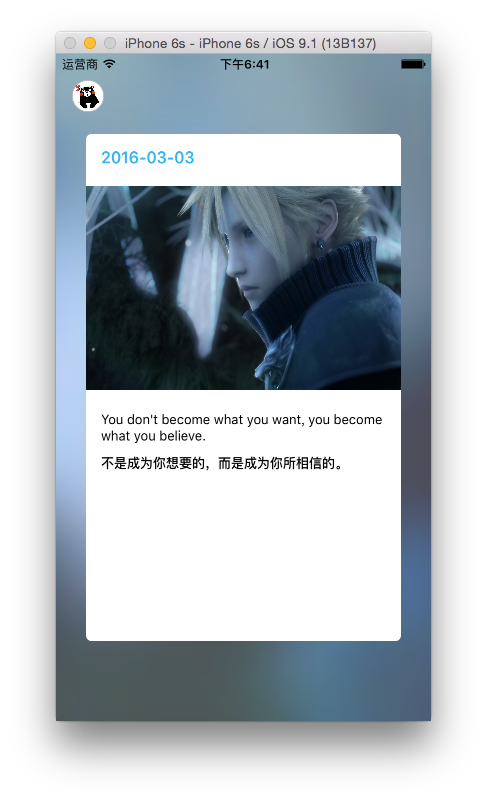 iPhone 6s - iPhone 6s / iOS 9.1 (13B137)
运营商 下午6:41
2016-03-03
You don't become what you want, you become
what you believe.
不是成为你想要的，而是成为你所相信的。